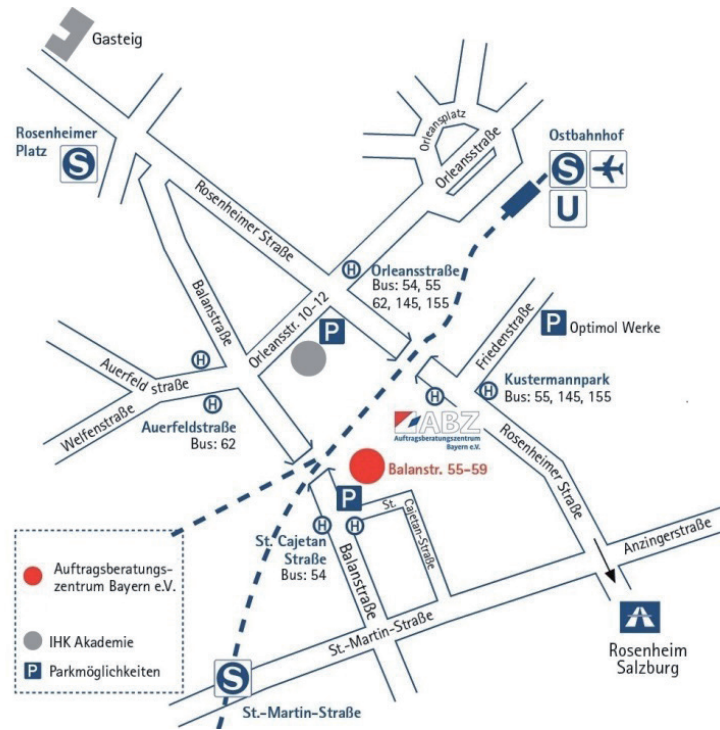 Gasteig
Rosenheimer
Platz
S
Rosenheimer Straße
Orleansplatz
Orleansstraße
Ostbahnhof
S
U
H
Orleansstraße
Bus: 54, 55
62, 145, 155
Balanstraße
Orleansstr. 10-12
P
Friedenstraße
P
Optimol Werke
H
Auerfeld straße
Welfenstraße
H
Auerfeldstraße
Bus: 62
H
H
Kustermannpark
Bus: 55, 145, 155
ABZ
Auftragsberatungszentrum
Bayern e.V.
Rosenheimer Straße
Balanstr. 55-59
P
St.
Cajetan-Straße
H
H
St. Cajetan
Straße
Bus: 54
Balanstraße
Anzingerstraße
St.-Martin-Straße
Rosenheim
Salzburg
S
St.-Martin-Straße
Auftragsberatungs-
zentrum Bayern e.V.
IHK Akademie
P
Parkmöglichkeiten